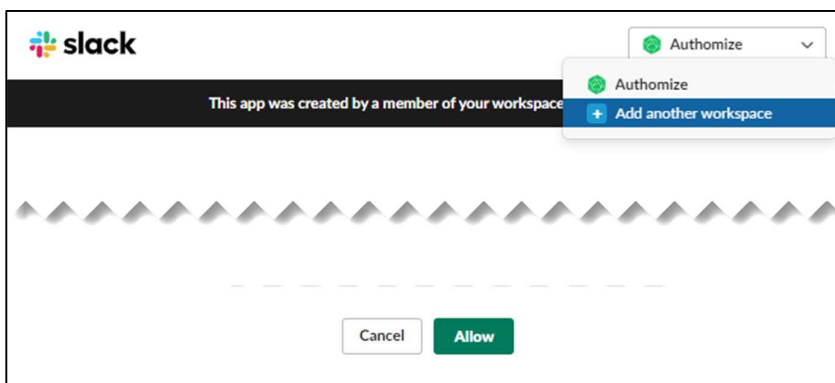 slack
Authomize
Authomize
This app was created by a member of your workspace
Add another workspace
Cancel
Allow